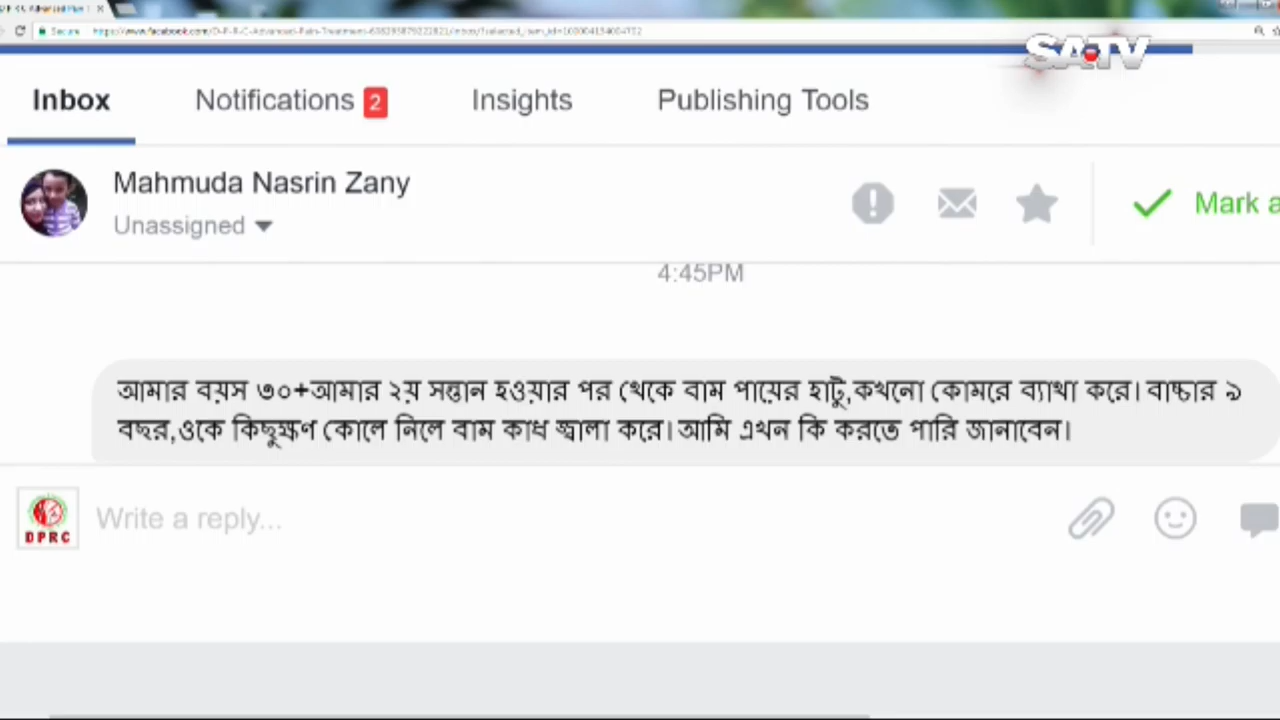 Secure
SATV
Inbox
Notifications 2
Insights
Publishing Tools
Mahmuda Nasrin Zany
Unassigned
Mark a
4:45PM
আমার বয়স ৩০+আমার ২য় সন্তান হওয়ার পর থেকে বাম পায়ের হাটু,কখনো কোমরে ব্যাথা করে। বাচ্চার ৯
বছর,ওকে কিছুক্ষণ কোলে নিলে বাম কাধ জ্বালা করে। আমি এখন কি করতে পারি জানাবেন।
DPRC
Write a reply...